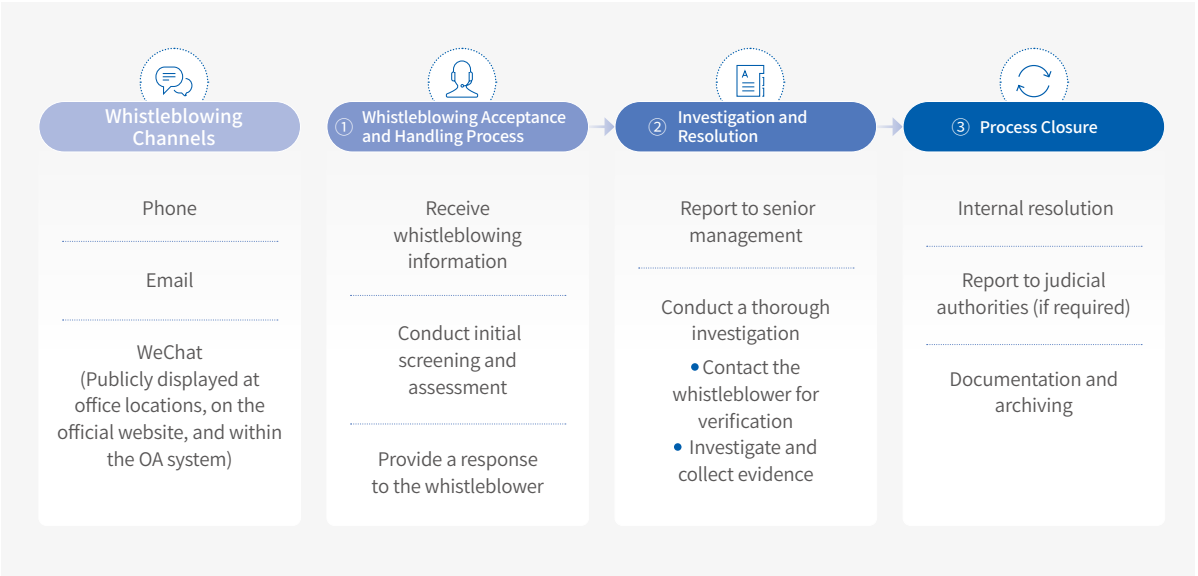 Whistleblowing
Channels
Phone
Email
WeChat
(Publicly displayed at
office locations, on the
official website, and within
the OA system)
① Whistleblowing Acceptance
and Handling Process
Receive
whistleblowing
information
Conduct initial
screening and
assessment
Provide a response
to the whistleblower
② Investigation and
Resolution
A
Report to senior
management
Conduct a thorough
investigation
• Contact the
whistleblower for
verification
• Investigate and
collect evidence
③ Process Closure
Internal resolution
Report to judicial
authorities (if required)
Documentation and
archiving